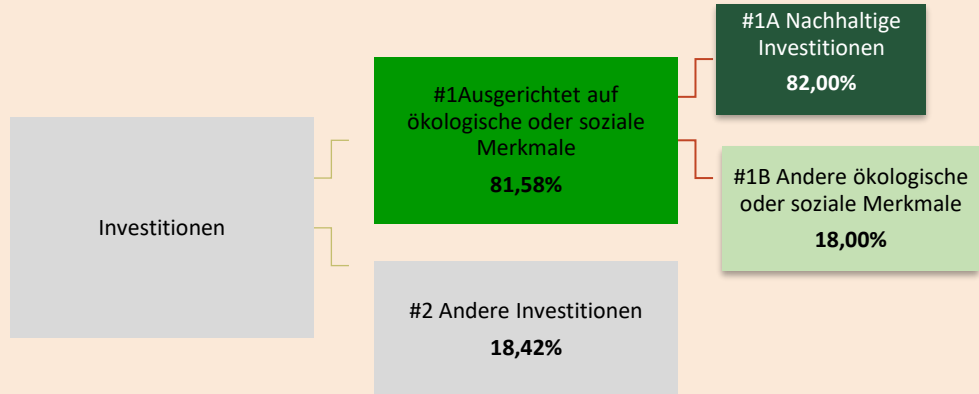 #1A Nachhaltige
Investitionen
82,00%
#1Ausgerichtet auf
ökologische oder soziale
Merkmale
81,58%
#1B Andere ökologische
oder soziale Merkmale
18,00%
Investitionen
#2 Andere Investitionen
18,42%